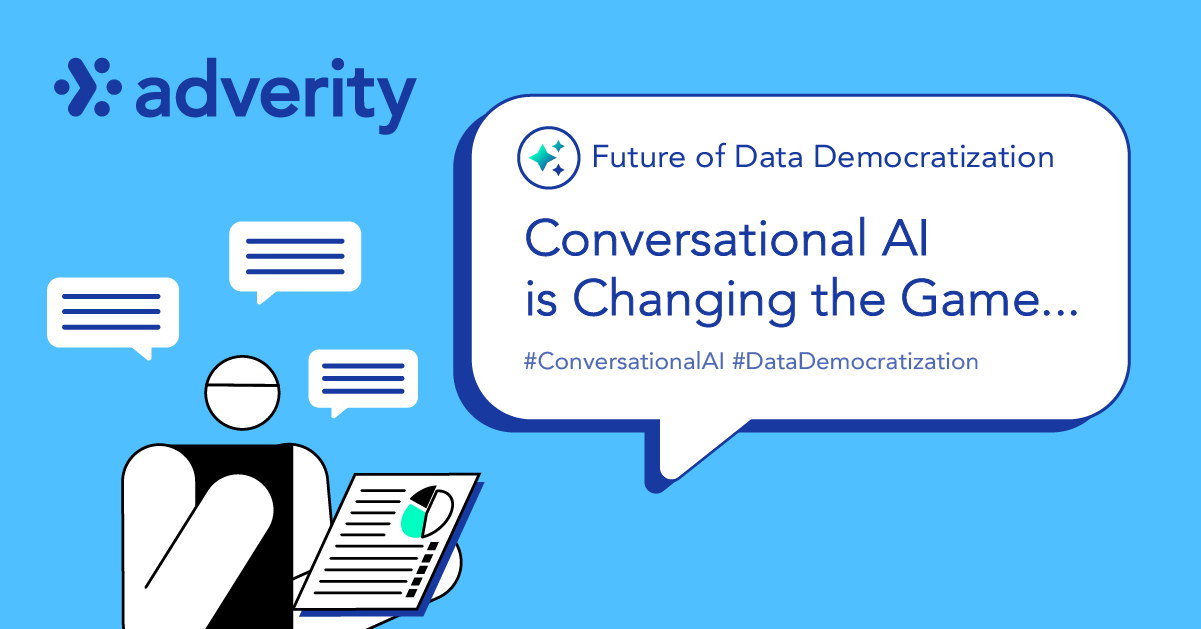 adverity
Future of Data Democratization
Conversational AI
is Changing the Game...
#ConversationalAI #DataDemocratization